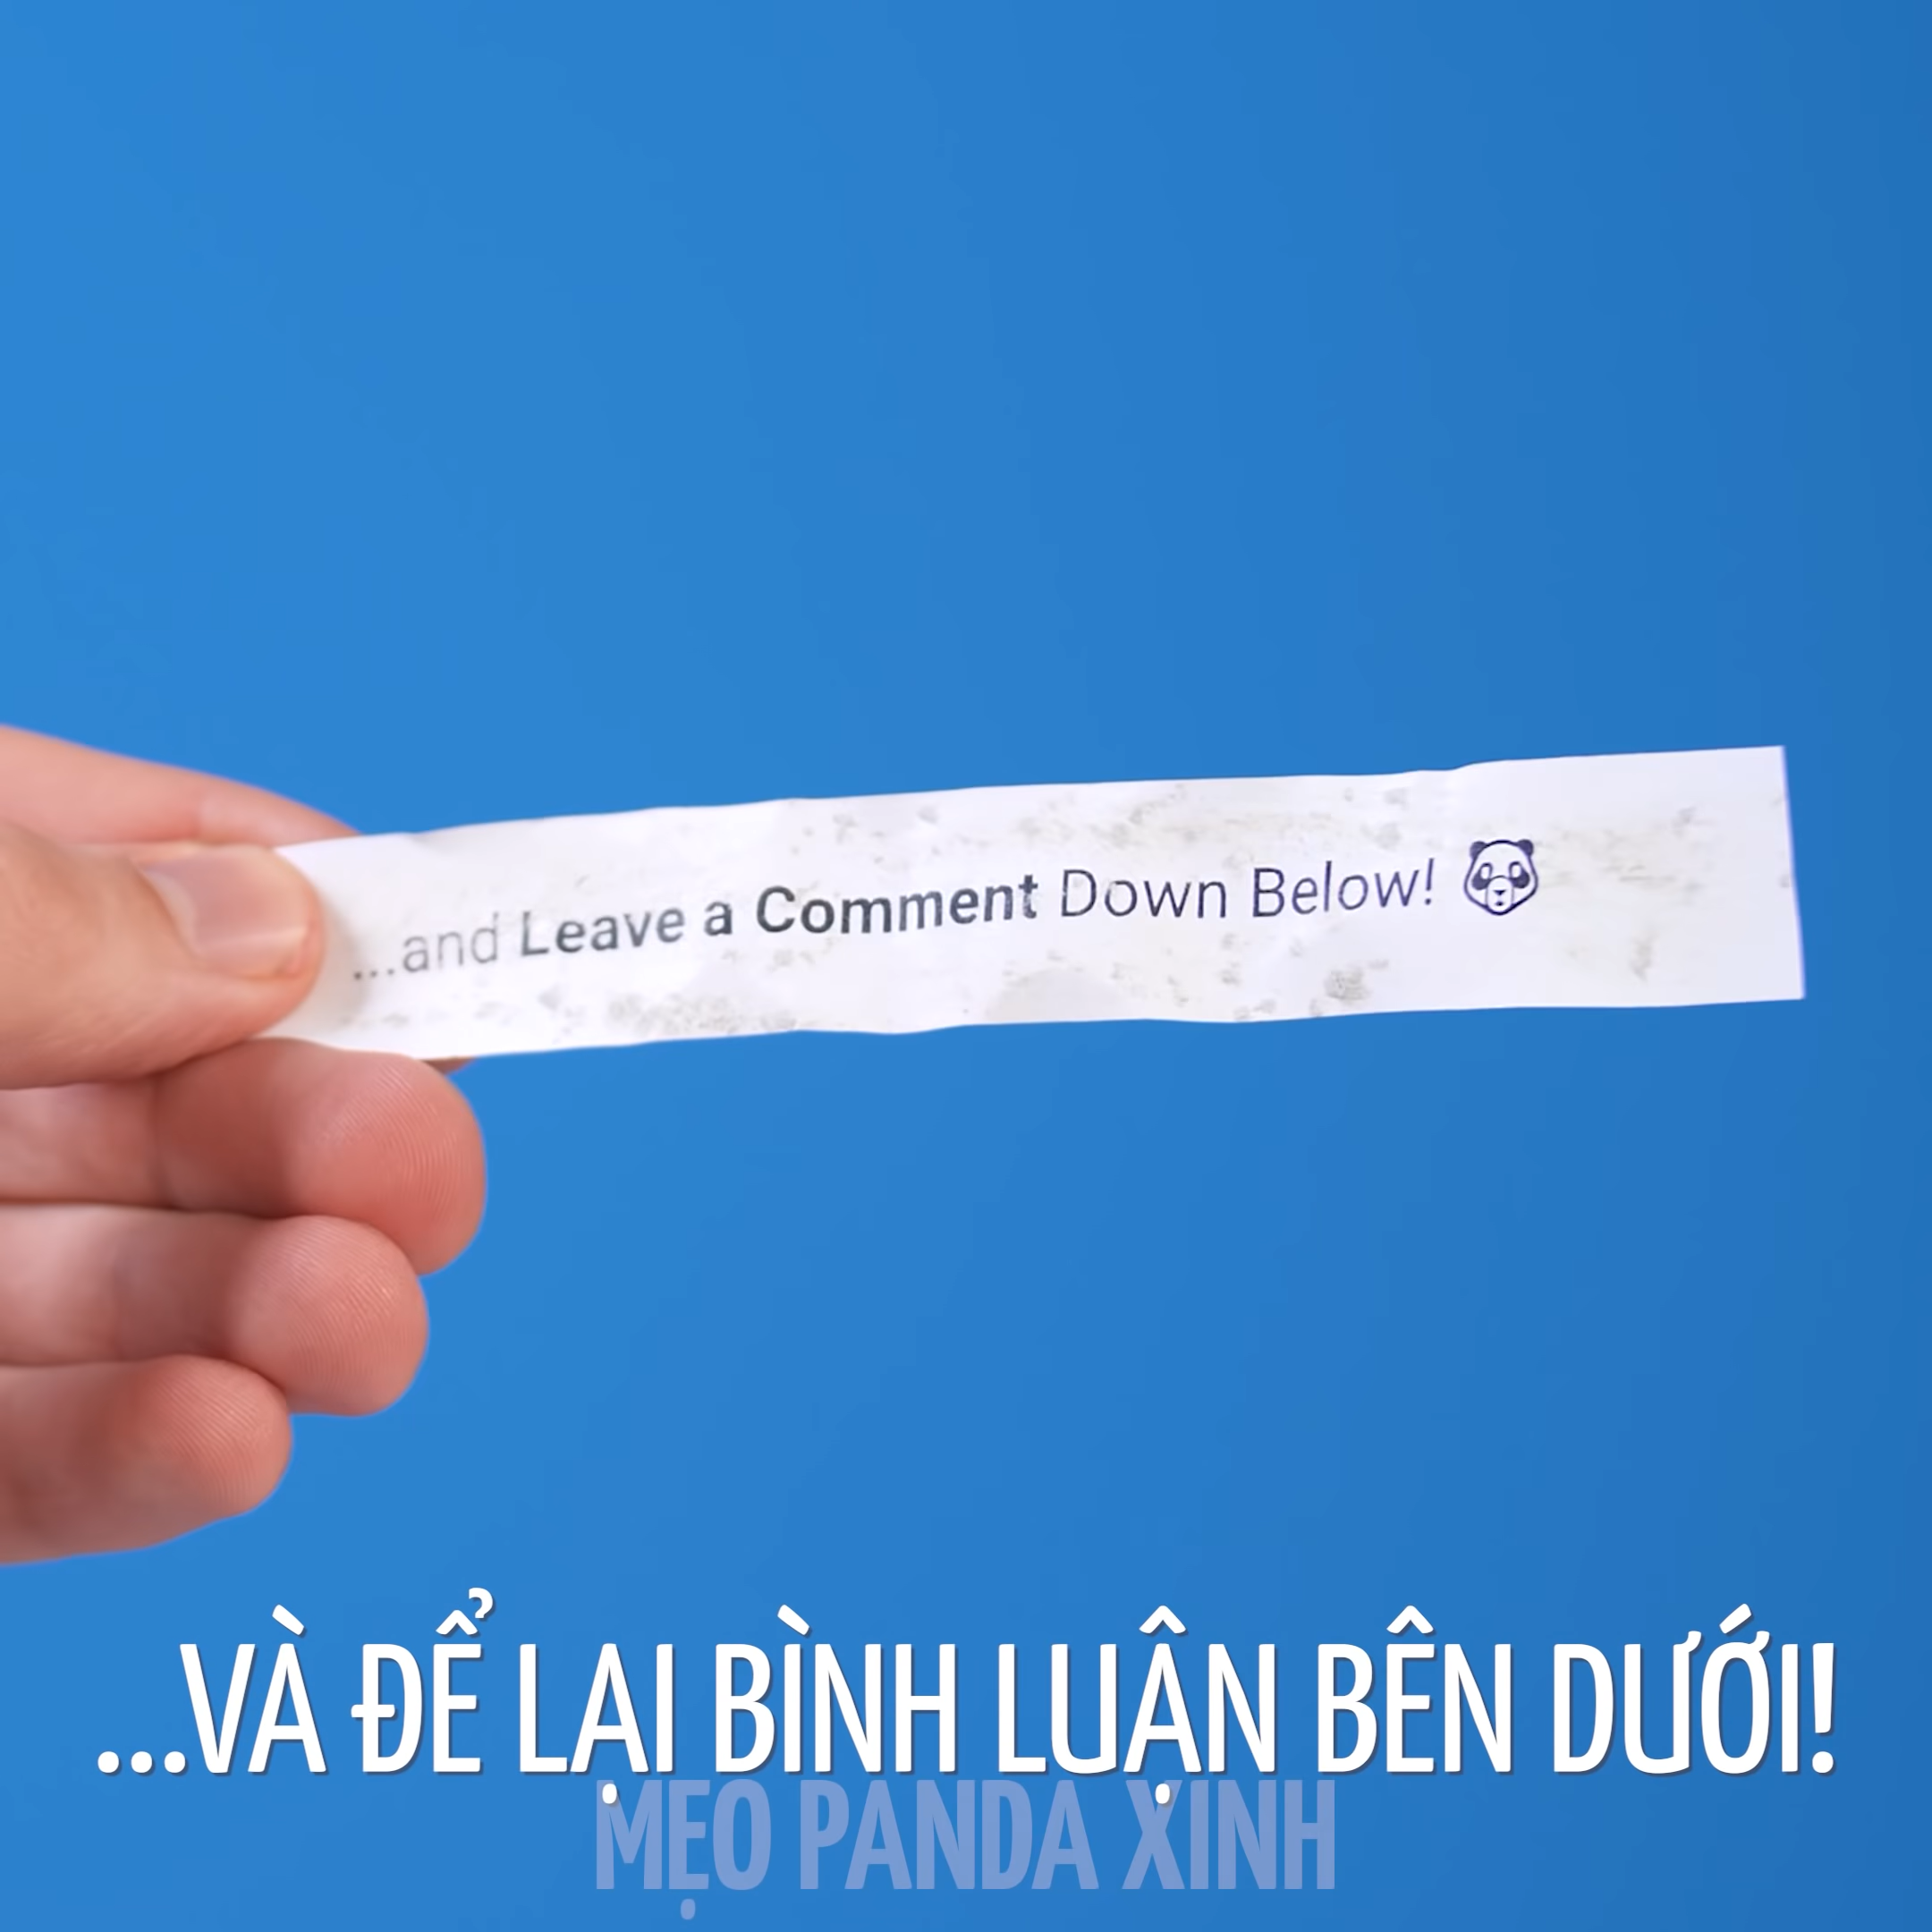 ...and Leave a Comment Down Below!
...VÀ ĐỂ LẠI BÌNH LUẬN BÊN DƯỚI!
MẸO PANDA XINH